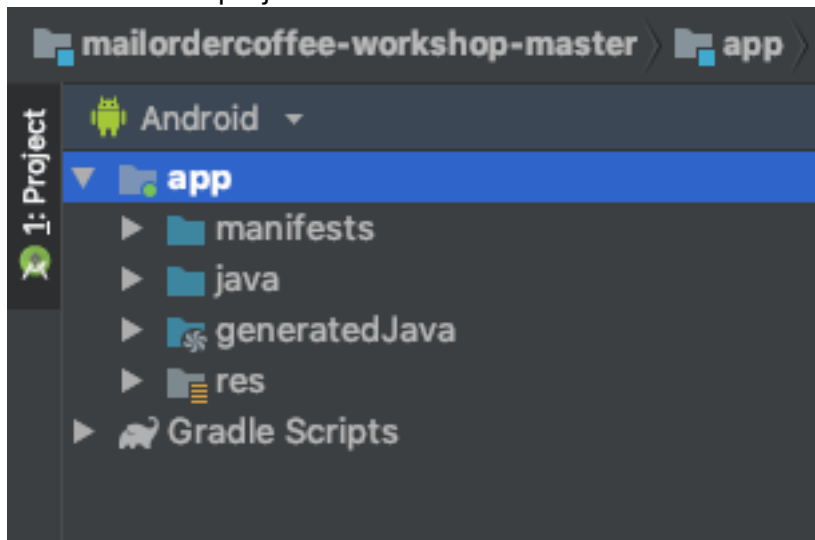 mailordercoffee-workshop-master app
Android
1: Project
app
manifests
java
generatedJava
res
Gradle Scripts